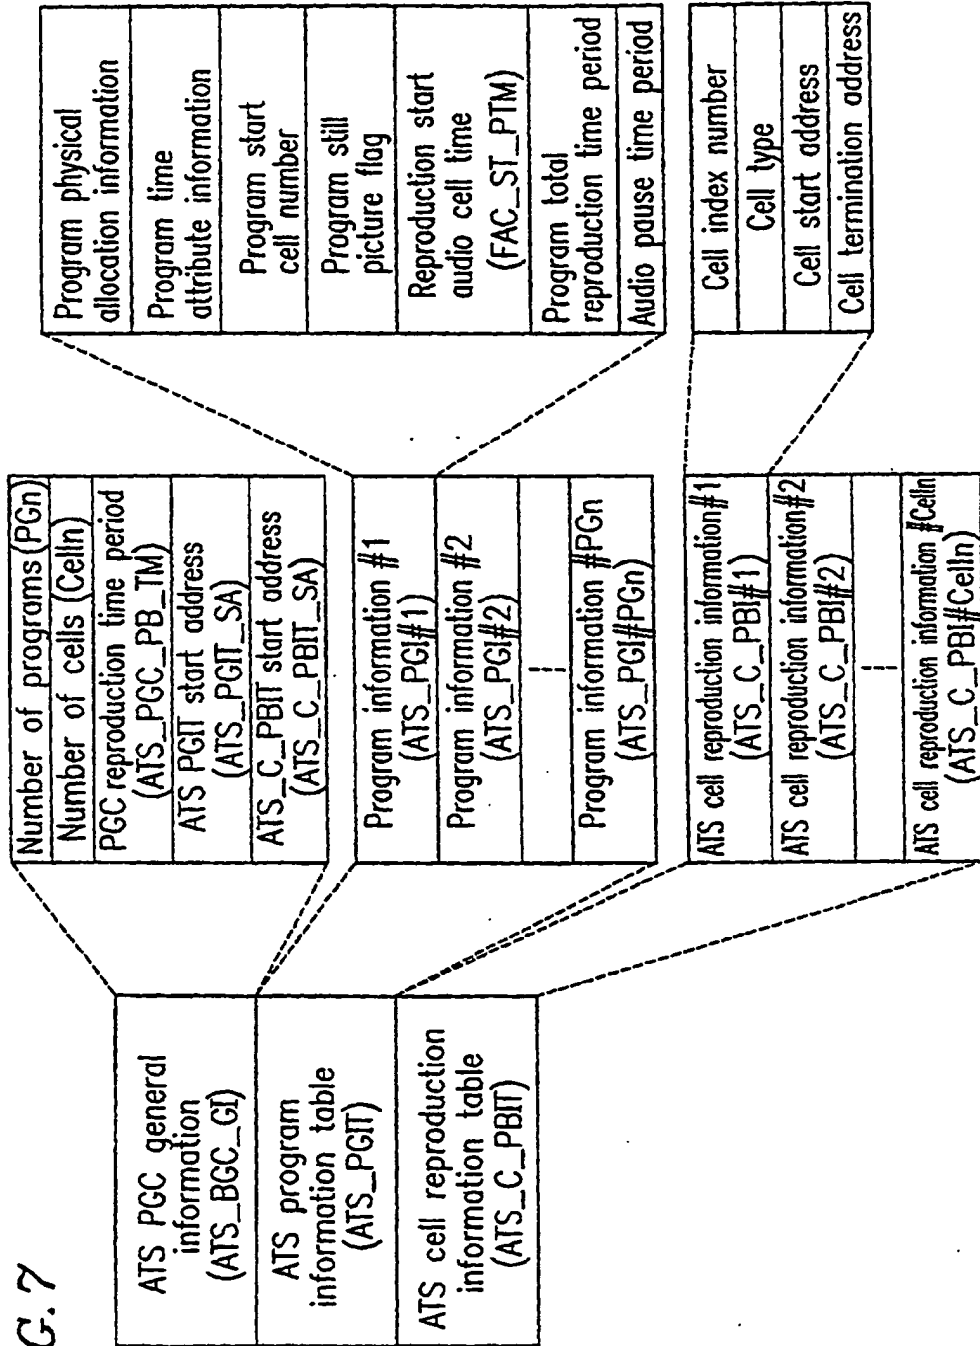 G.7
ATS PGC general
information
(ATS_BGC_GI)
ATS program
information table
(ATS_PGIT)
ATS cell reproduction
information table
(ATS_C_PBIT)
Number of programs(PGn)
Number of cells(Celln)
PGC reproduction time period
(ATS_PGC_PB_TM)
ATS PGIT start address
(ATS_PGIT_SA)
ATS_C_PBIT start address
(ATS_C_PBIT_SA)
Program information #1
(ATS_PGI#1)
Program information #2
(ATS_PGI#2)
Program information #PGn
(ATS_PGI#PGn)
ATS cell reproduction information#1
(ATS_C_PBI#1)
ATS cell reproduction information#2
(ATS_C_PBI#2)
ATS cell reproduction information #Celln
(ATS_C_PBI#Celln)
Program physical
allocation information
Program time
attribute information
Program start
cell number
Program still
picture flag
Reproduction start
audio cell time
(FAC_ST_PTM)
Program total
reproduction time period
Audio pause time period
Cell index number
Cell type
Cell start address
Cell termination address